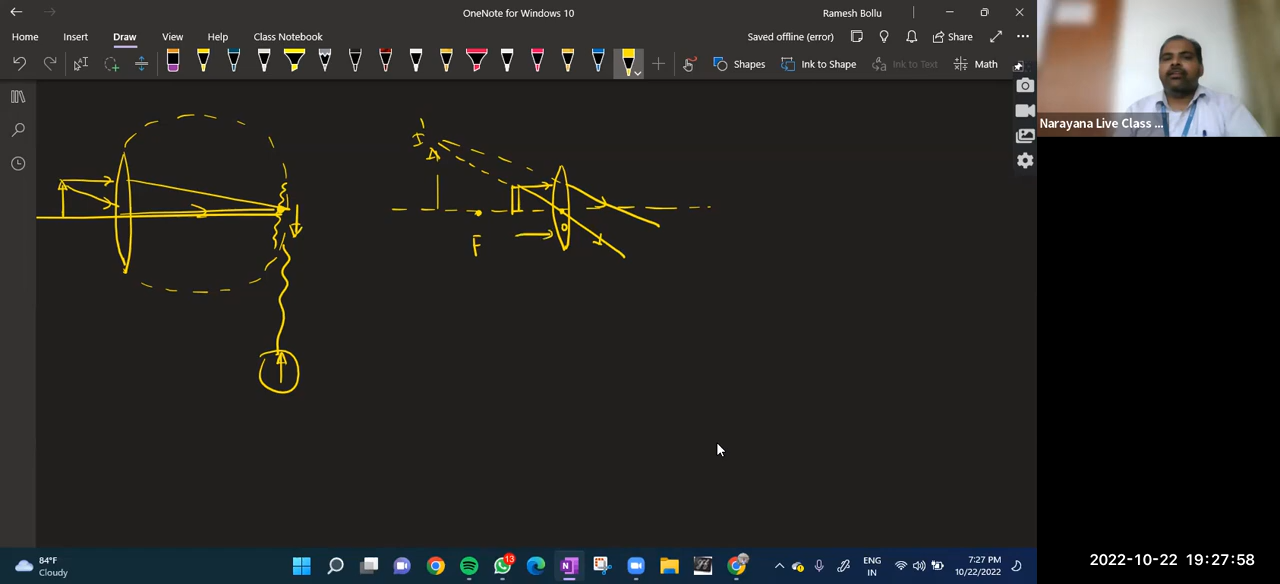 OneNote for Windows 10
Ramesh Bollu
Home Insert Draw View Help Class Notebook
Saved offline (error) Share
Shapes Ink to Shape Ink to Text Math
Narayana Live Class ...
I'
F
O
84°F
Cloudy
13
ENG
IN
7:27 PM
10/22/2022
2022-10-22 19:27:58